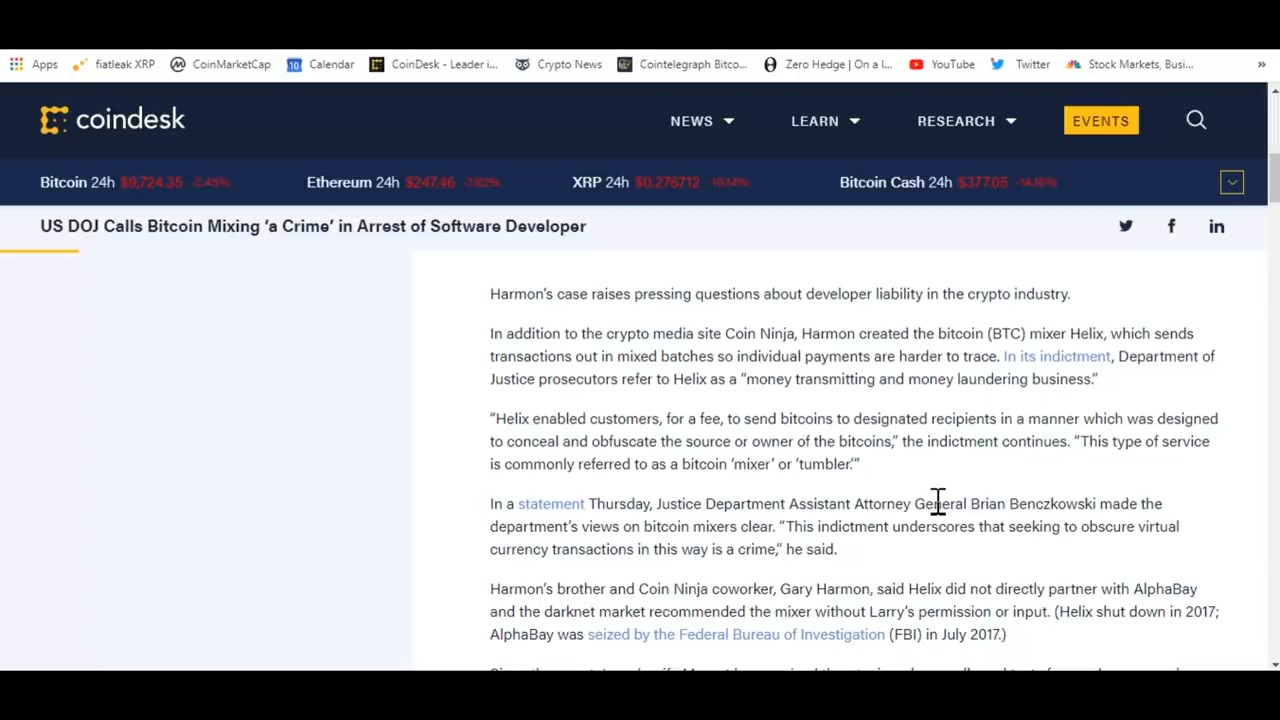 Apps fiatleak XRP CoinMarketCap Calendar CoinDesk - Leader i... Crypto News Cointelegraph Bitco... Zero Hedge | On a l... YouTube Twitter Stock Markets, Busi... »
coindesk NEWS LEARN RESEARCH EVENTS
Bitcoin 24h $9,724.35 Ethereum 24h $247.46 -7.82% XRP 24h $0.276712 -10.14% Bitcoin Cash 24h $377.05
US DOJ Calls Bitcoin Mixing ‘a Crime’ in Arrest of Software Developer
Harmon’s case raises pressing questions about developer liability in the crypto industry.
In addition to the crypto media site Coin Ninja, Harmon created the bitcoin (BTC) mixer Helix, which sends
transactions out in mixed batches so individual payments are harder to trace. In its indictment, Department of
Justice prosecutors refer to Helix as a “money transmitting and money laundering business.”
“Helix enabled customers, for a fee, to send bitcoins to designated recipients in a manner which was designed
to conceal and obfuscate the source or owner of the bitcoins,” the indictment continues. “This type of service
is commonly referred to as a bitcoin ‘mixer’ or ‘tumbler.’”
In a statement Thursday, Justice Department Assistant Attorney General Brian Benczkowski made the
department’s views on bitcoin mixers clear. “This indictment underscores that seeking to obscure virtual
currency transactions in this way is a crime,” he said.
Harmon’s brother and Coin Ninja coworker, Gary Harmon, said Helix did not directly partner with AlphaBay
and the darknet market recommended the mixer without Larry’s permission or input. (Helix shut down in 2017;
AlphaBay was seized by the Federal Bureau of Investigation (FBI) in July 2017.)